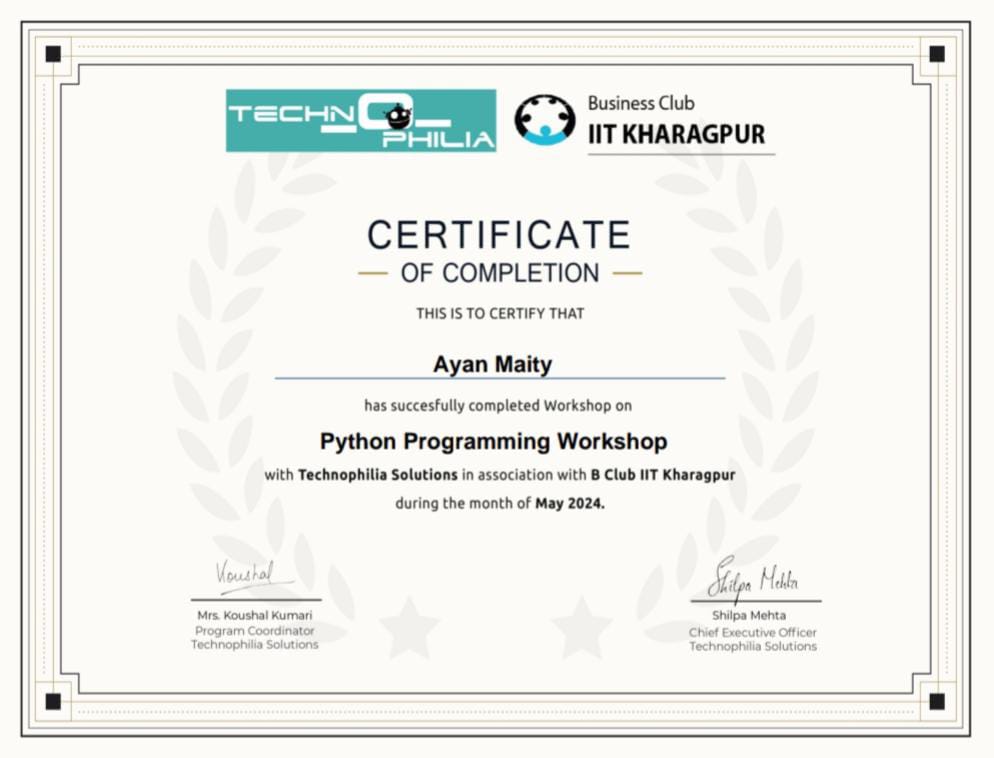 TECHNOPHILIA
Business Club
IIT KHARAGPUR
CERTIFICATE
OF COMPLETION
THIS IS TO CERTIFY THAT
Ayan Maity
has succesfully completed Workshop on
Python Programming Workshop
with Technophilia Solutions in association with B Club IIT Kharagpur
during the month of May 2024.
Koushal
Mrs. Koushal Kumari
Program Coordinator
Technophilia Solutions
Shilpa Mehta
Shilpa Mehta
Chief Executive Officer
Technophilia Solutions